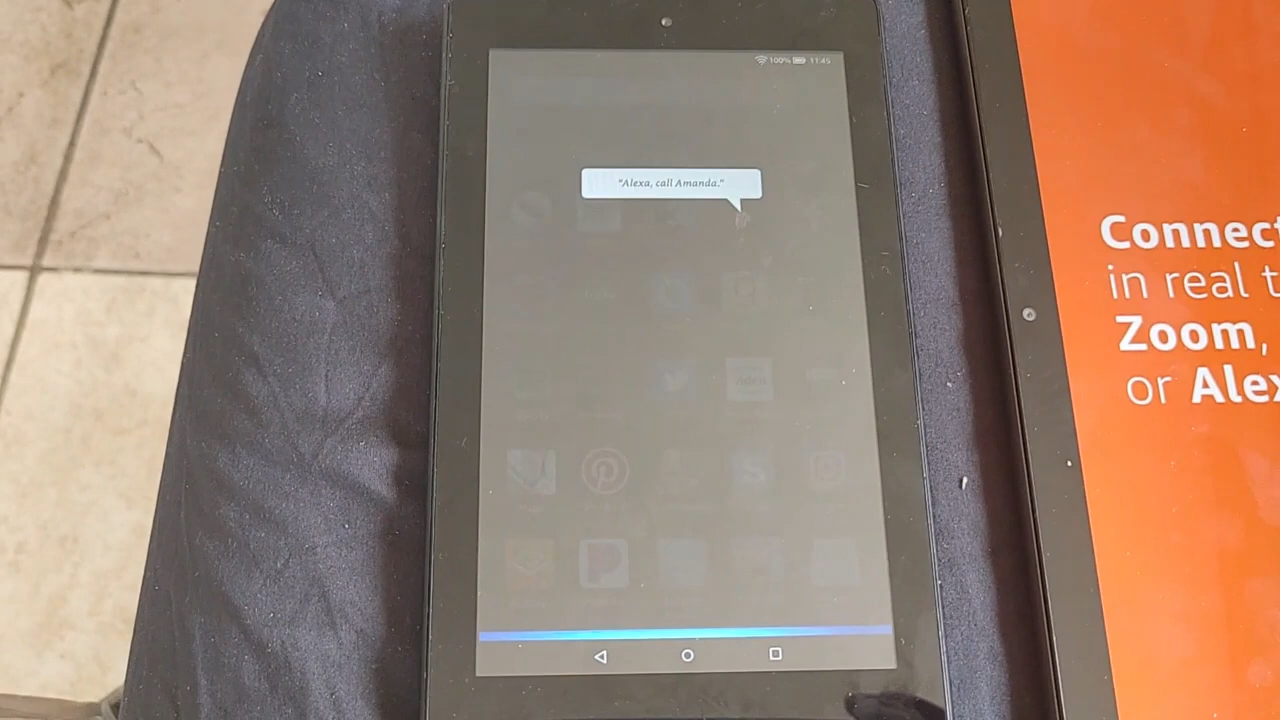 100% 11:45
"Alexa, call Amanda."
Connect
in real t
Zoom,
or Alex